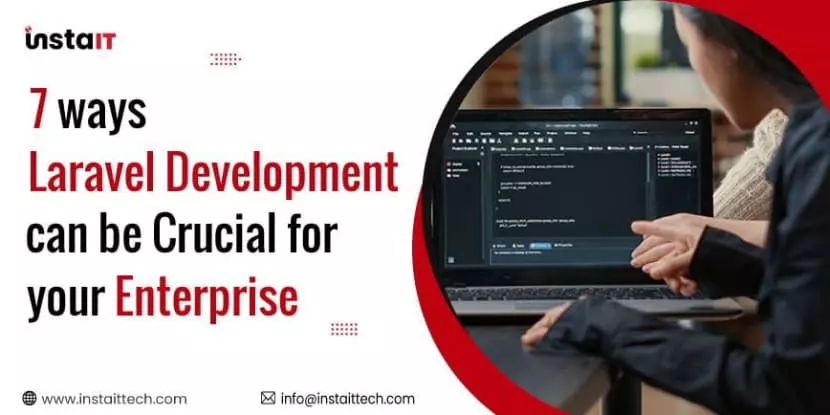 instaIT
7 ways
Laravel Development
can be Crucial for
your Enterprise
www.instaittech.com
info@instaittech.com